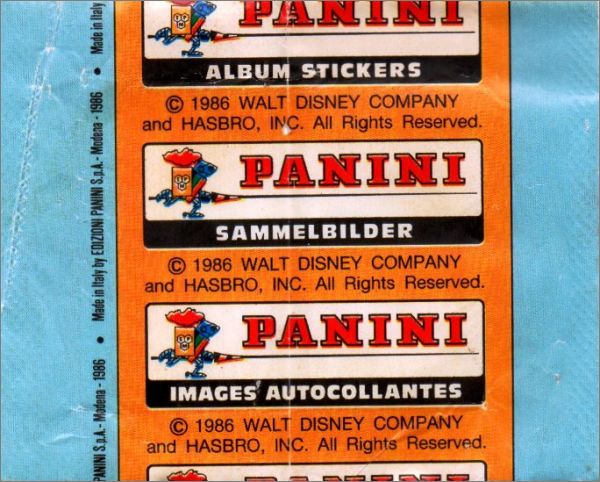 PANINI
ALBUM STICKERS
© 1986 WALT DISNEY COMPANY
and HASBRO, INC. All Rights Reserved.
PANINI
SAMMELBILDER
© 1986 WALT DISNEY COMPANY
and HASBRO, INC. All Rights Reserved.
PANINI
IMAGES AUTOCOLLANTES
© 1986 WALT DISNEY COMPANY
and HASBRO, INC. All Rights Reserved.
PANINI
PANINI S.p.A. - Modena - 1986 • Made in Italy by EDIZIONI PANINI S.p.A. - Modena - 1986 • Made in Italy